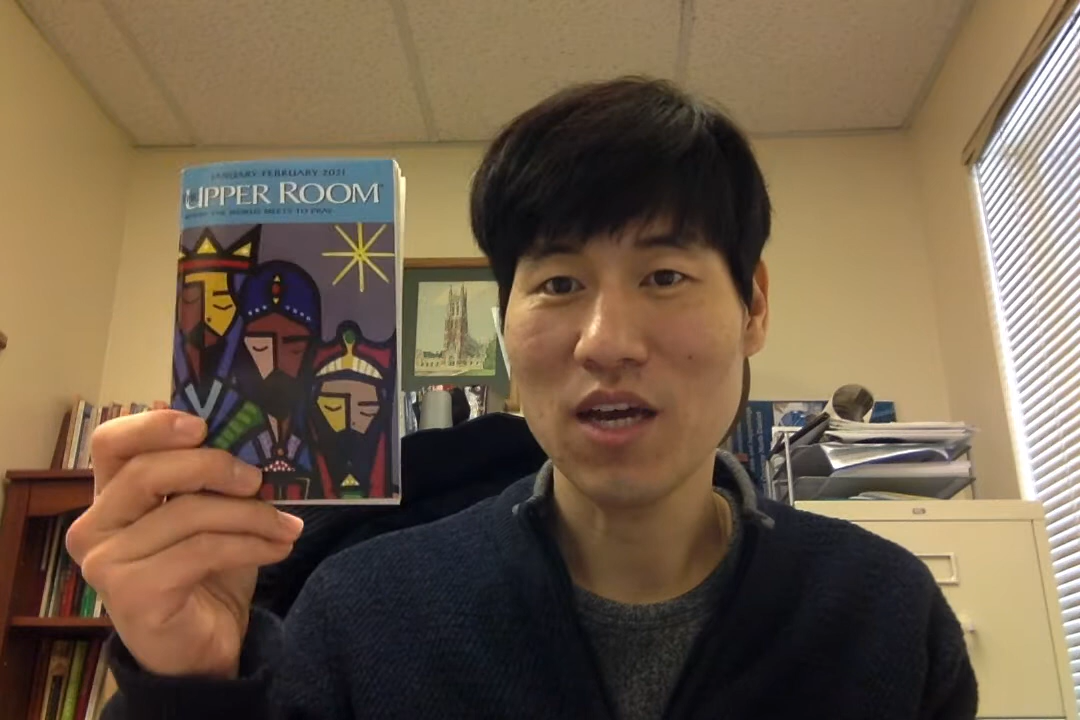 JANUARY-FEBRUARY 2021
UPPER ROOM
WHERE THE WORLD MEETS TO PRAY